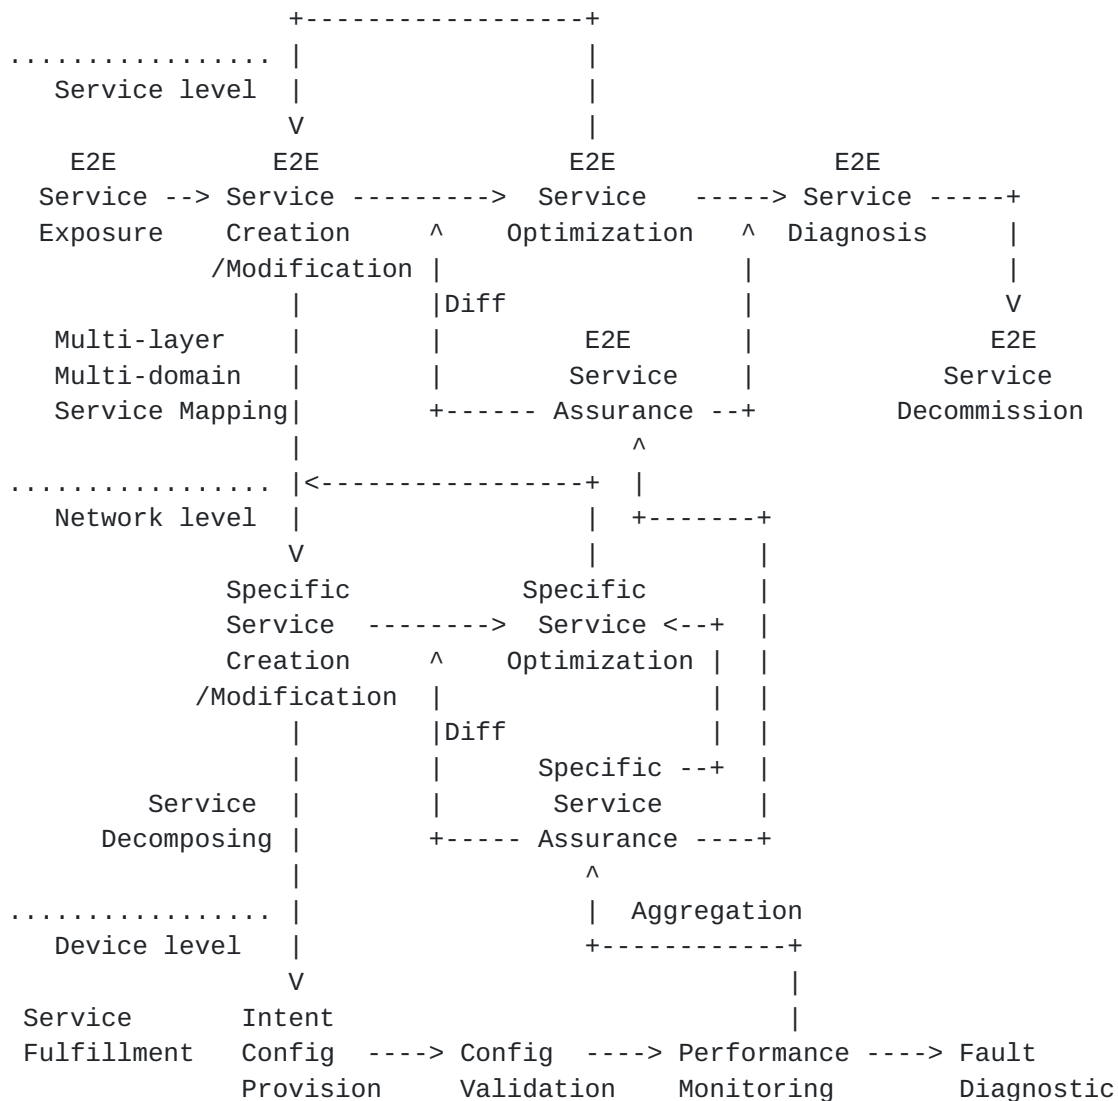 +------------------+
................. |                  |
   Service level  |                  |
                  V                  |
    E2E          E2E                E2E              E2E
  Service --> Service --------->  Service   -----> Service -----+
  Exposure    Creation     ^    Optimization   ^  Diagnosis     |
             /Modification |                   |                |
                  |        |Diff               |                V
   Multi-layer    |        |         E2E       |               E2E
   Multi-domain   |        |        Service    |            Service
   Service Mapping|        +------ Assurance --+         Decommission
                  |                     ^
................. |<-----------------+  |
   Network level  |                  |  +-------+
                  V                  |          |
              Specific           Specific       |
              Service  -------->  Service <--+  |
              Creation     ^    Optimization |  |
            /Modification  |                 |  |
                  |        |Diff             |  |
                  |        |      Specific --+  |
         Service  |        |       Service      |
      Decomposing |        +----- Assurance ----+
                  |                  ^
................. |                  |  Aggregation
   Device level   |                  +------------+
                  V                               |
 Service       Intent                             |
 Fulfillment   Config  ----> Config  ----> Performance ----> Fault
               Provision     Validation    Monitoring        Diagnostic